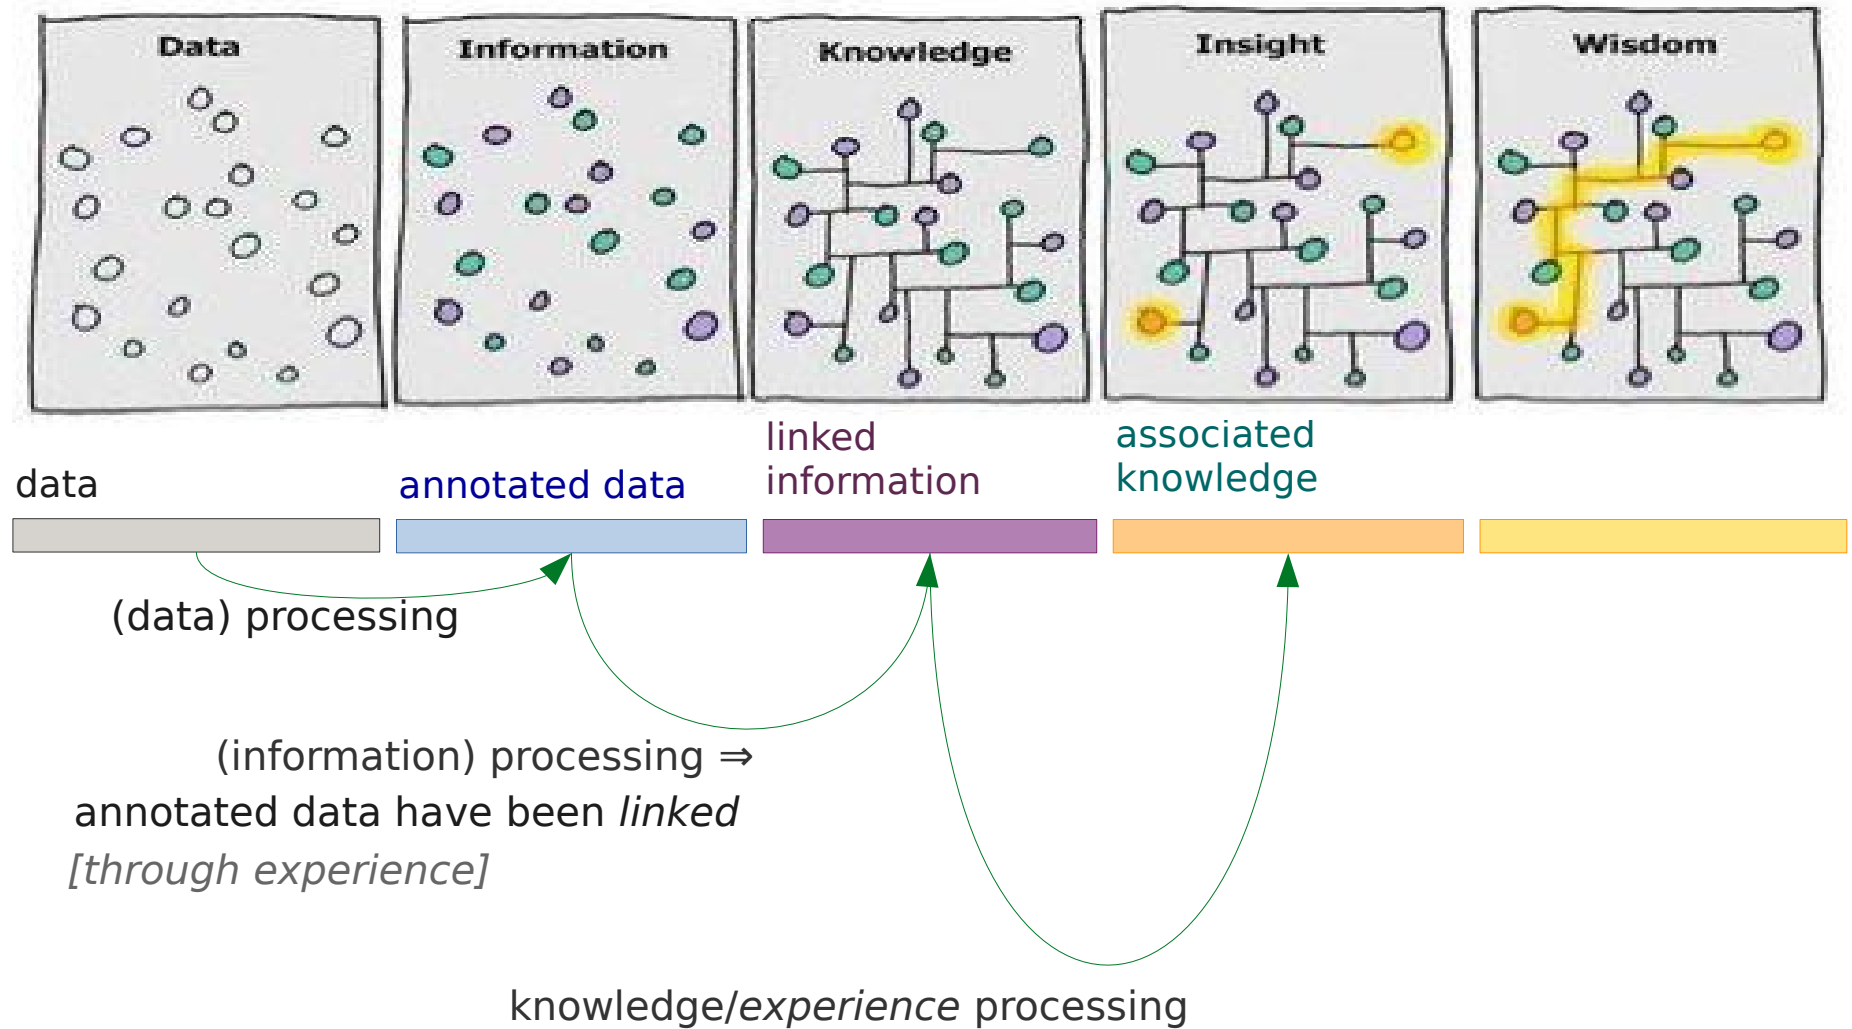 Data
Information
Knowledge
Insight
Wisdom
data
annotated data
linked
information
associated
knowledge
(data) processing
(information) processing ⇒
annotated data have been linked
[through experience]
knowledge/experience processing